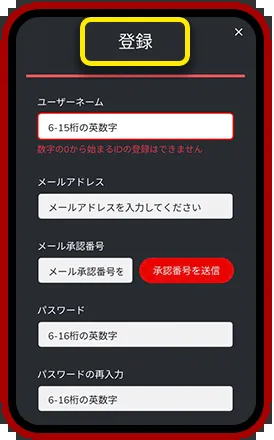 登録
×
ユーザーネーム
6-15桁の英数字
数字の0から始まるIDの登録はできません
メールアドレス
メールアドレスを入力してください
メール承認番号
メール承認番号を 承認番号を送信
パスワード
6-16桁の英数字
パスワードの再入力
6-16桁の英数字